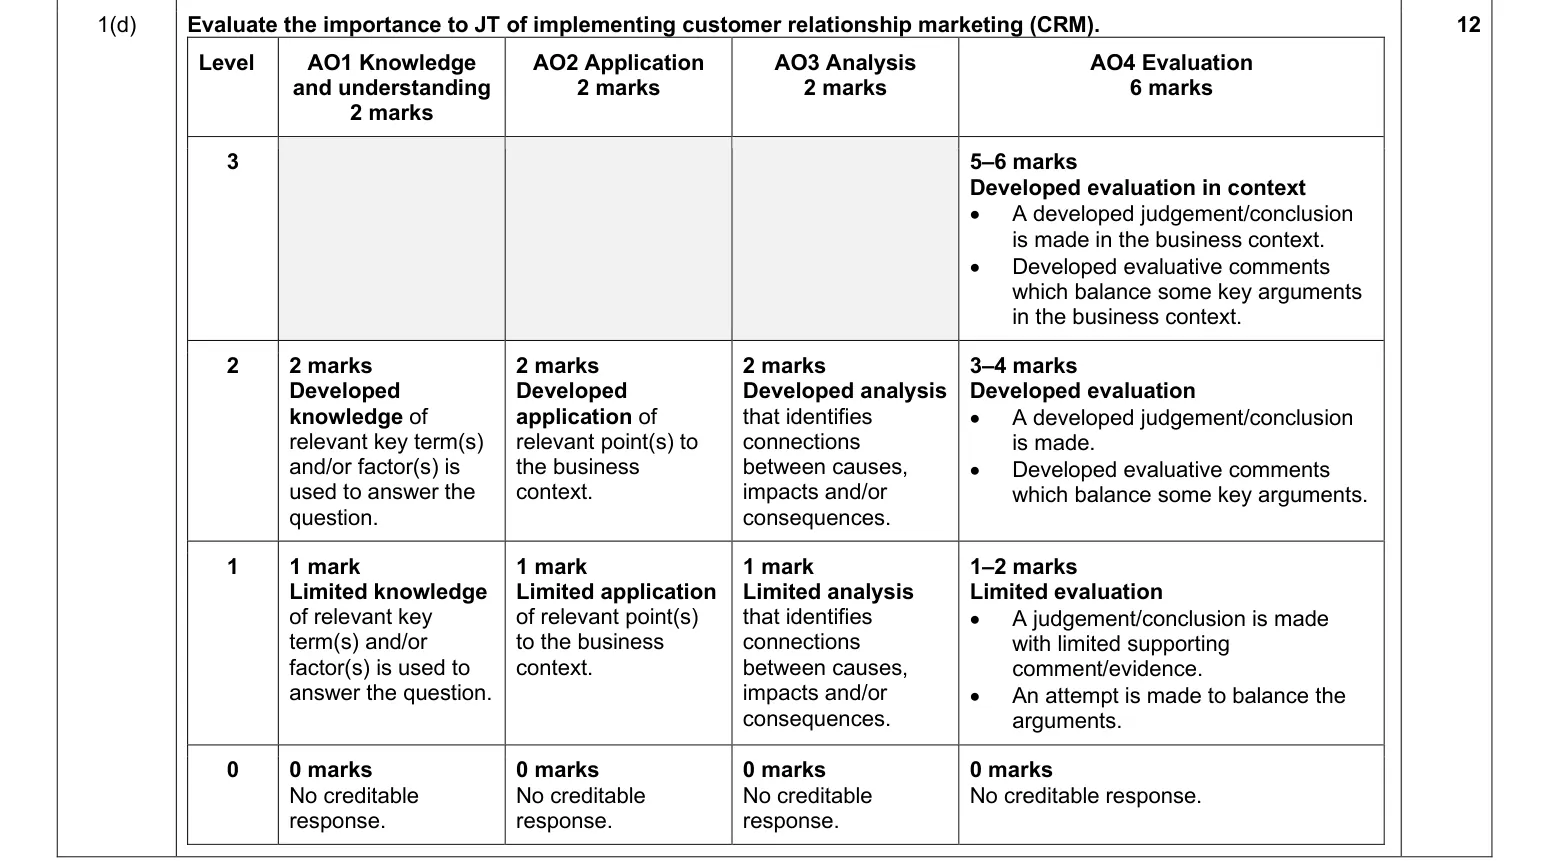 1(d)
Evaluate the importance to JT of implementing customer relationship marketing (CRM).
12
Level
AO1 Knowledge
and understanding
2 marks
AO2 Application
2 marks
AO3 Analysis
2 marks
AO4 Evaluation
6 marks
3
5–6 marks
Developed evaluation in context
• A developed judgement/conclusion
is made in the business context.
• Developed evaluative comments
which balance some key arguments
in the business context.
2
2 marks
Developed
knowledge of
relevant key term(s)
and/or factor(s) is
used to answer the
question.
2 marks
Developed
application of
relevant point(s) to
the business
context.
2 marks
Developed analysis
that identifies
connections
between causes,
impacts and/or
consequences.
3–4 marks
Developed evaluation
• A developed judgement/conclusion
is made.
• Developed evaluative comments
which balance some key arguments.
1
1 mark
Limited knowledge
of relevant key
term(s) and/or
factor(s) is used to
answer the question.
1 mark
Limited application
of relevant point(s)
to the business
context.
1 mark
Limited analysis
that identifies
connections
between causes,
impacts and/or
consequences.
1–2 marks
Limited evaluation
• A judgement/conclusion is made
with limited supporting
comment/evidence.
• An attempt is made to balance the
arguments.
0
0 marks
No creditable
response.
0 marks
No creditable
response.
0 marks
No creditable
response.
0 marks
No creditable response.